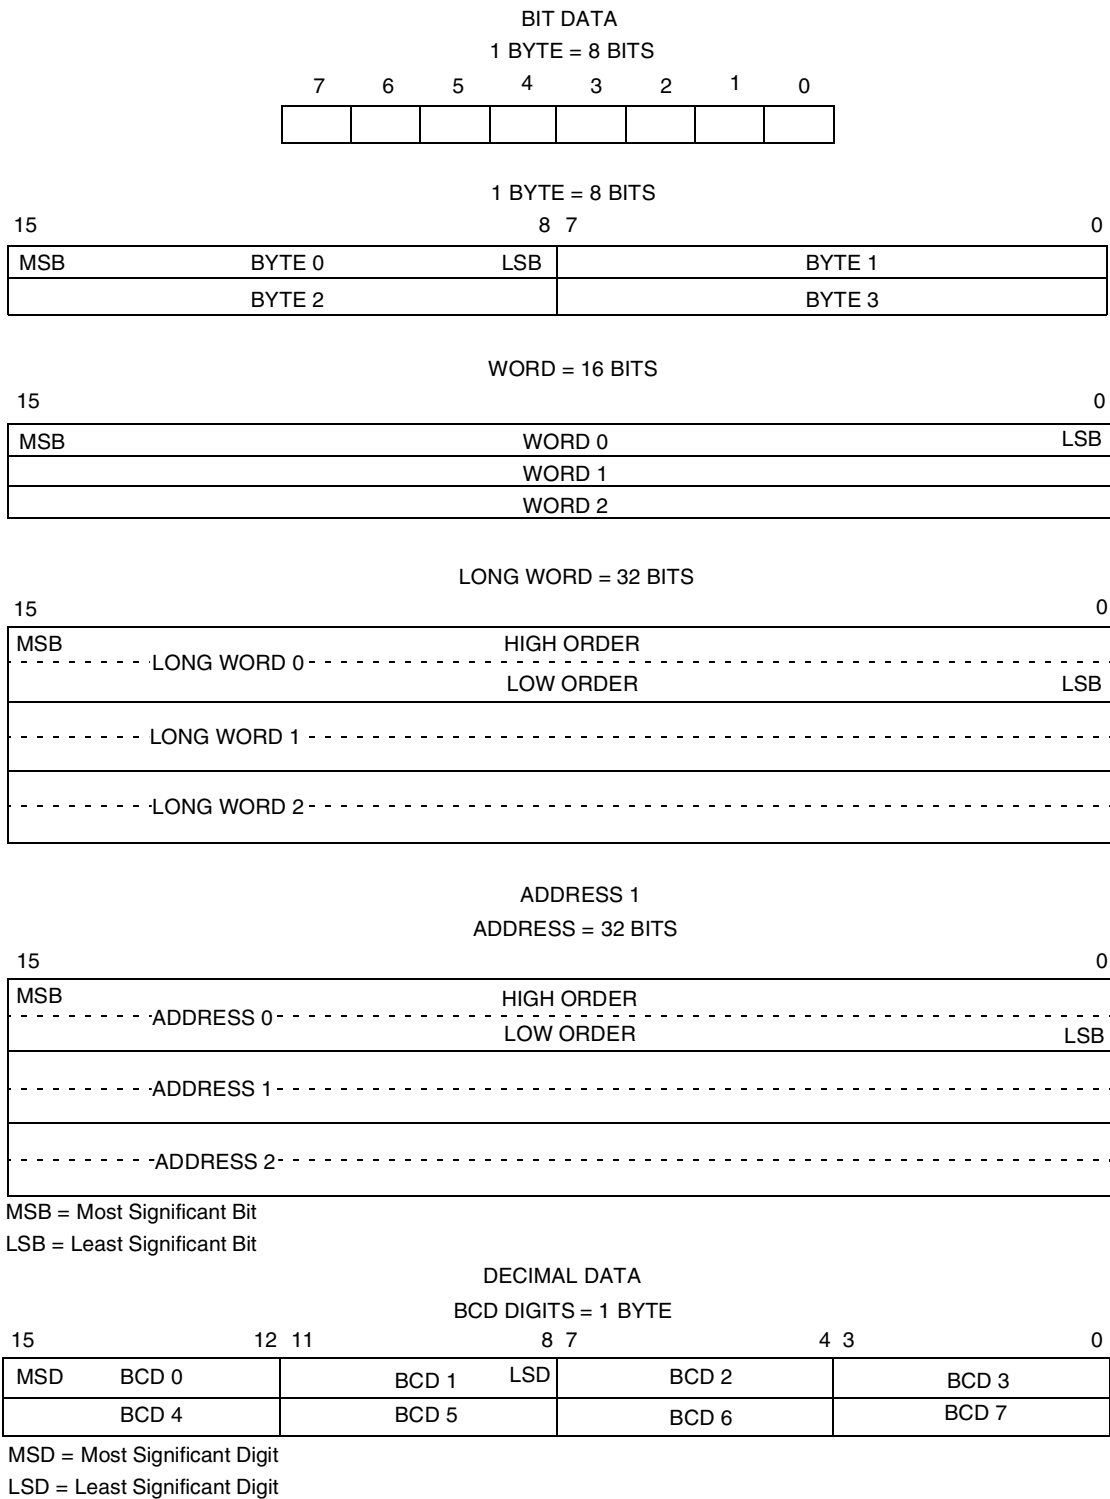 BIT DATA
1 BYTE = 8 BITS
7 6 5 4 3 2 1 0
1 BYTE = 8 BITS
15 8 7 0
MSB BYTE 0 LSB BYTE 1
BYTE 2 BYTE 3
WORD = 16 BITS
15 0
MSB WORD 0 LSB
WORD 1
WORD 2
LONG WORD = 32 BITS
15 0
MSB HIGH ORDER
LONG WORD 0
LOW ORDER LSB
LONG WORD 1
LONG WORD 2
ADDRESS 1
ADDRESS = 32 BITS
15 0
MSB HIGH ORDER
ADDRESS 0
LOW ORDER LSB
ADDRESS 1
ADDRESS 2
MSB = Most Significant Bit
LSB = Least Significant Bit
DECIMAL DATA
BCD DIGITS = 1 BYTE
15 12 11 8 7 4 3 0
MSD BCD 0 BCD 1 LSD BCD 2 BCD 3
BCD 4 BCD 5 BCD 6 BCD 7
MSD = Most Significant Digit
LSD = Least Significant Digit